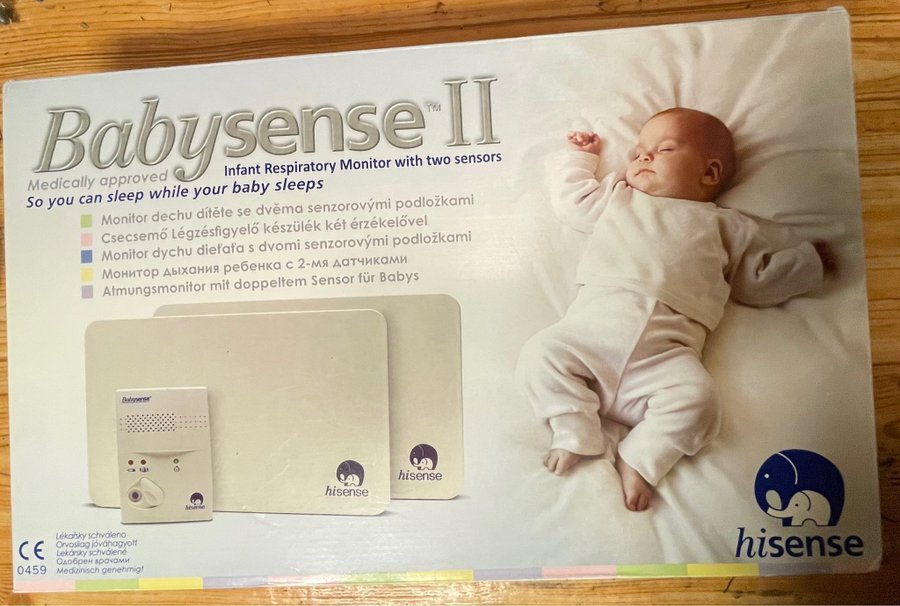 Babysense™ II
Medically approved
Infant Respiratory Monitor with two sensors
So you can sleep while your baby sleeps
Monitor dechu dítěte se dvěma senzorovými podložkami
Csecsemő Légzésfigyelő készülék két érzékelővel
Monitor dychu dieťaťa s dvomi senzorovými podložkami
Монитор дыхания ребенка с 2-мя датчиками
Atmungsmonitor mit doppeltem Sensor für Babys
Babysense
hisense
hisense
hisense
CE
0459
Lékařsky schváleno
Orvosilag jóváhagyott
Lekársky schválené
Одобрен врачами
Medizinisch genehmigt
hisense